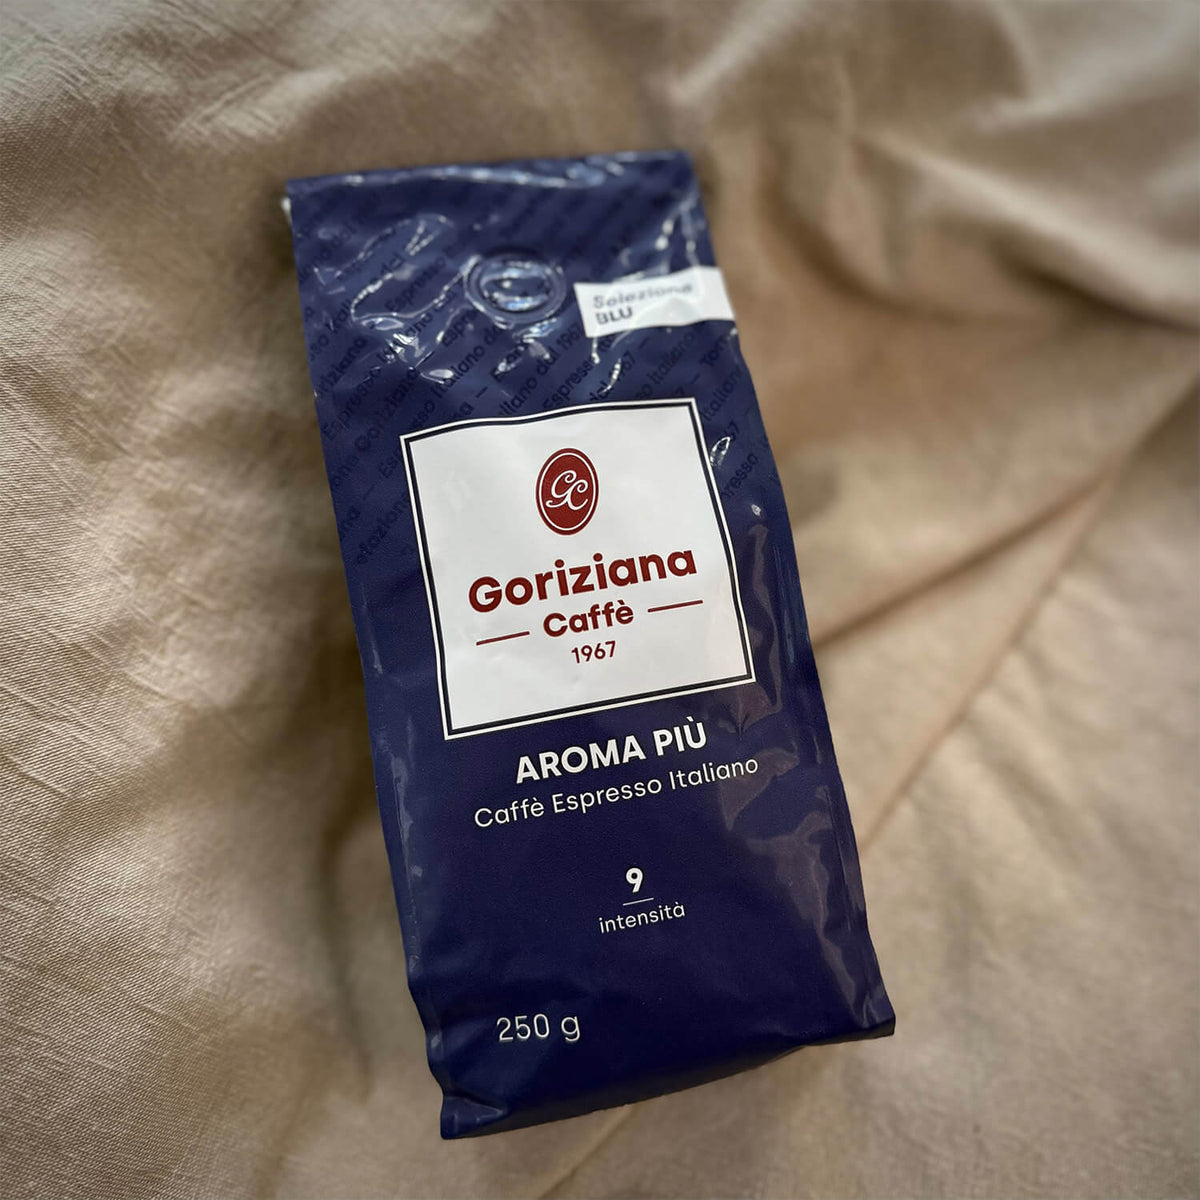 Selezione
BLU
GC
Goriziana
Caffè
1967
AROMA PIÙ
Caffè Espresso Italiano
9
intensità
250 g